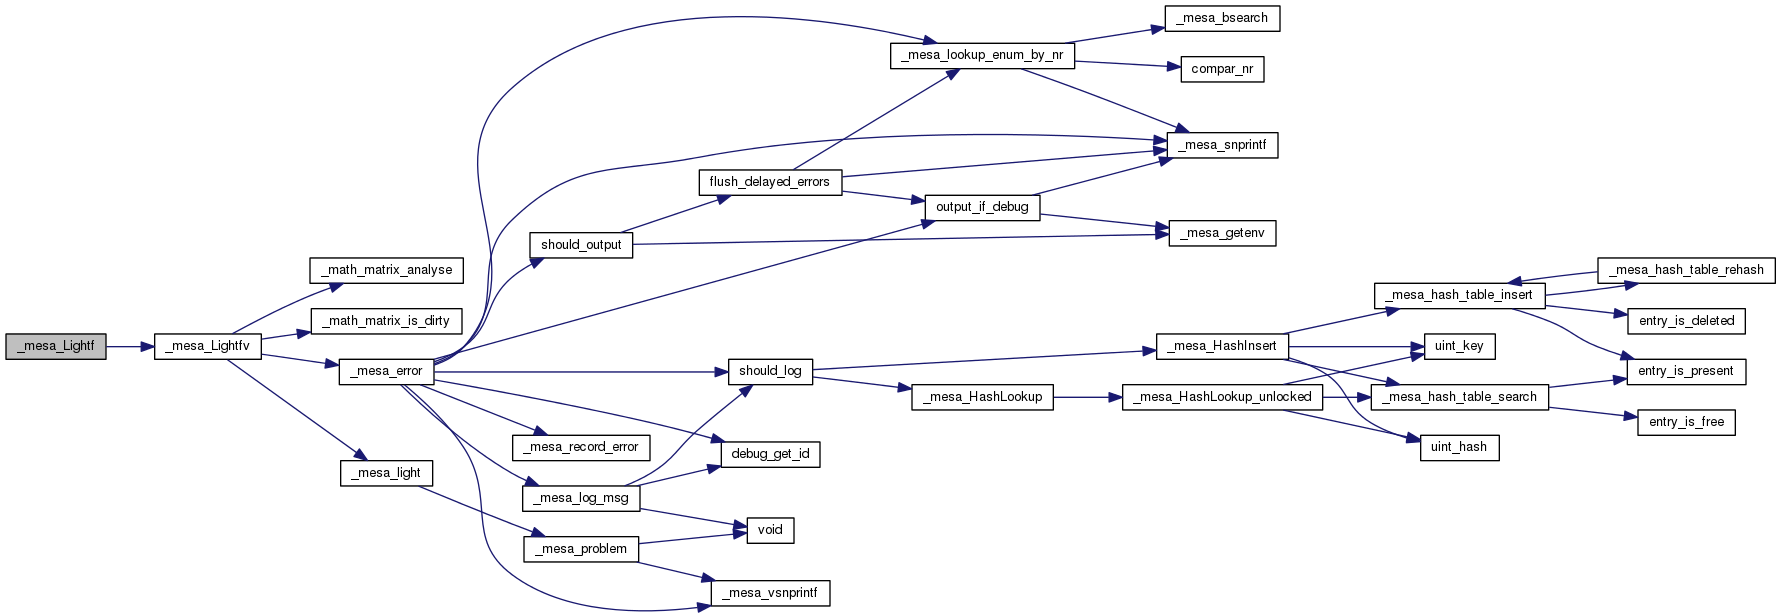 _mesa_Lightf
_mesa_Lightfv
_math_matrix_analyse
_math_matrix_is_dirty
_mesa_error
_mesa_light
should_output
_mesa_record_error
_mesa_log_msg
_mesa_problem
flush_delayed_errors
should_log
debug_get_id
void
_mesa_vsnprintf
_mesa_lookup_enum_by_nr
output_if_debug
_mesa_HashLookup
_mesa_bsearch
compar_nr
_mesa_snprintf
_mesa_getenv
_mesa_HashInsert
_mesa_HashLookup_unlocked
_mesa_hash_table_insert
uint_key
_mesa_hash_table_search
uint_hash
_mesa_hash_table_rehash
entry_is_deleted
entry_is_present
entry_is_free